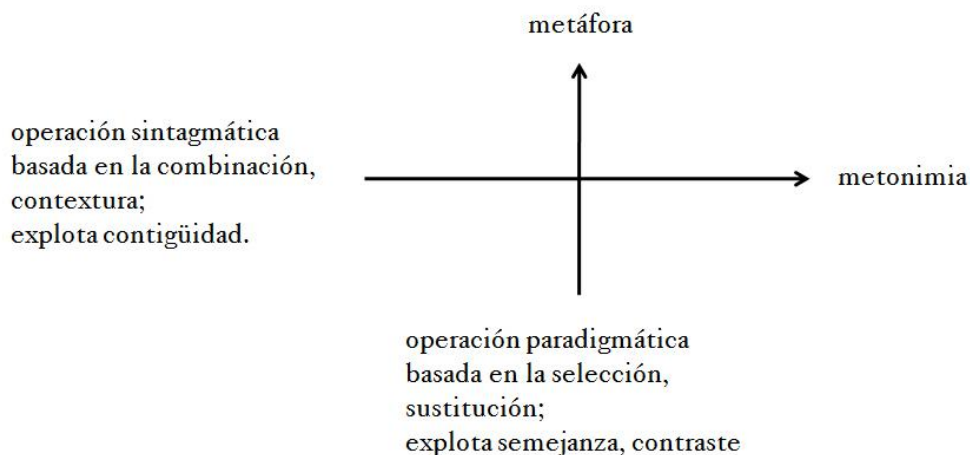 metáfora
operación sintagmática
basada en la combinación,
contextura;
explota contigüidad.
metonimia
operación paradigmática
basada en la selección,
sustitución;
explota semejanza, contraste